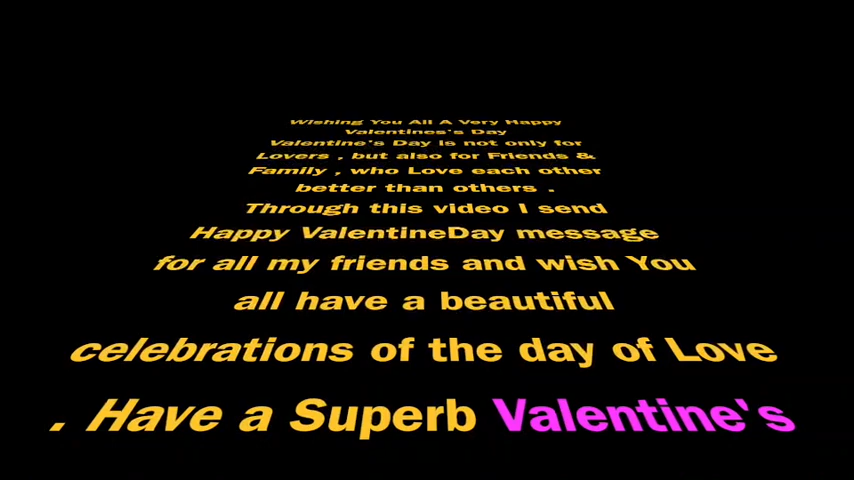 Wishing You All A Very Happy
Valentines's Day
Valentine's Day is not only for
Lovers , but also for Friends &
Family , who Love each other
better than others .
Through this video I send
Happy ValentineDay message
for all my friends and wish You
all have a beautiful
celebrations of the day of Love
. Have a Superb Valentine's